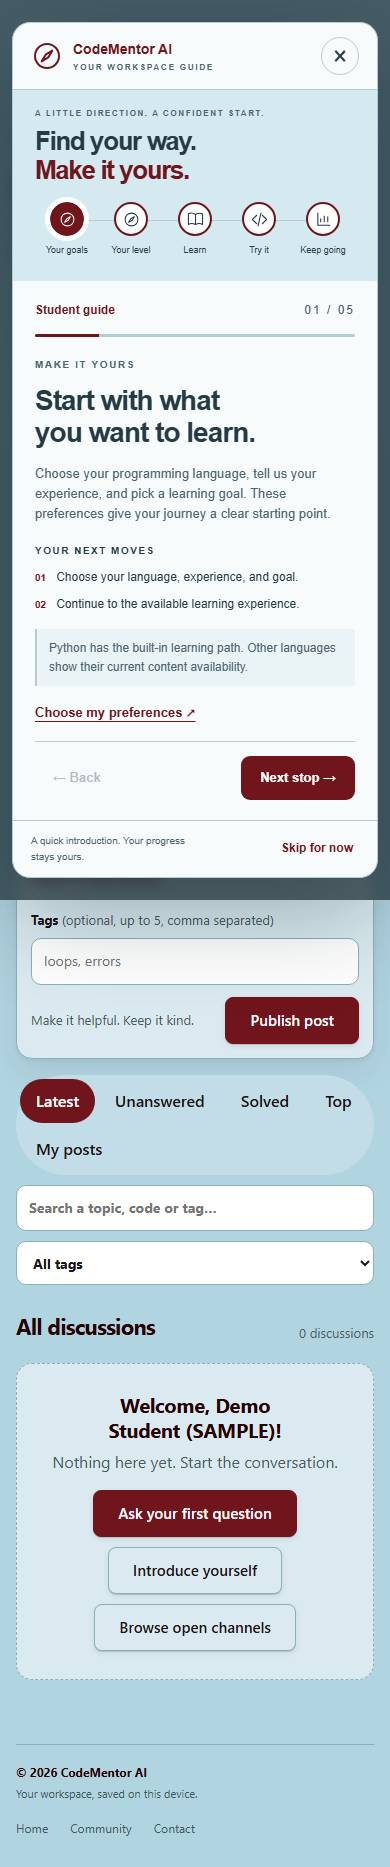 CodeMentor AI
YOUR WORKSPACE GUIDE
A LITTLE DIRECTION. A CONFIDENT START.
Find your way.
Make it yours.
Your goals
Your level
Learn
Try it
Keep going
Student guide
01 / 05
MAKE IT YOURS
Start with what
you want to learn.
Choose your programming language, tell us your
experience, and pick a learning goal. These
preferences give your journey a clear starting point.
YOUR NEXT MOVES
01 Choose your language, experience, and goal.
02 Continue to the available learning experience.
Python has the built-in learning path. Other languages
show their current content availability.
Choose my preferences ↗
← Back
Next stop →
A quick introduction. Your progress
stays yours.
Skip for now
Tags (optional, up to 5, comma separated)
loops, errors
Make it helpful. Keep it kind.
Publish post
Latest
Unanswered
Solved
Top
My posts
Search a topic, code or tag...
All tags
All discussions
0 discussions
Welcome, Demo
Student (SAMPLE)!
Nothing here yet. Start the conversation.
Ask your first question
Introduce yourself
Browse open channels
© 2026 CodeMentor AI
Your workspace, saved on this device.
Home
Community
Contact